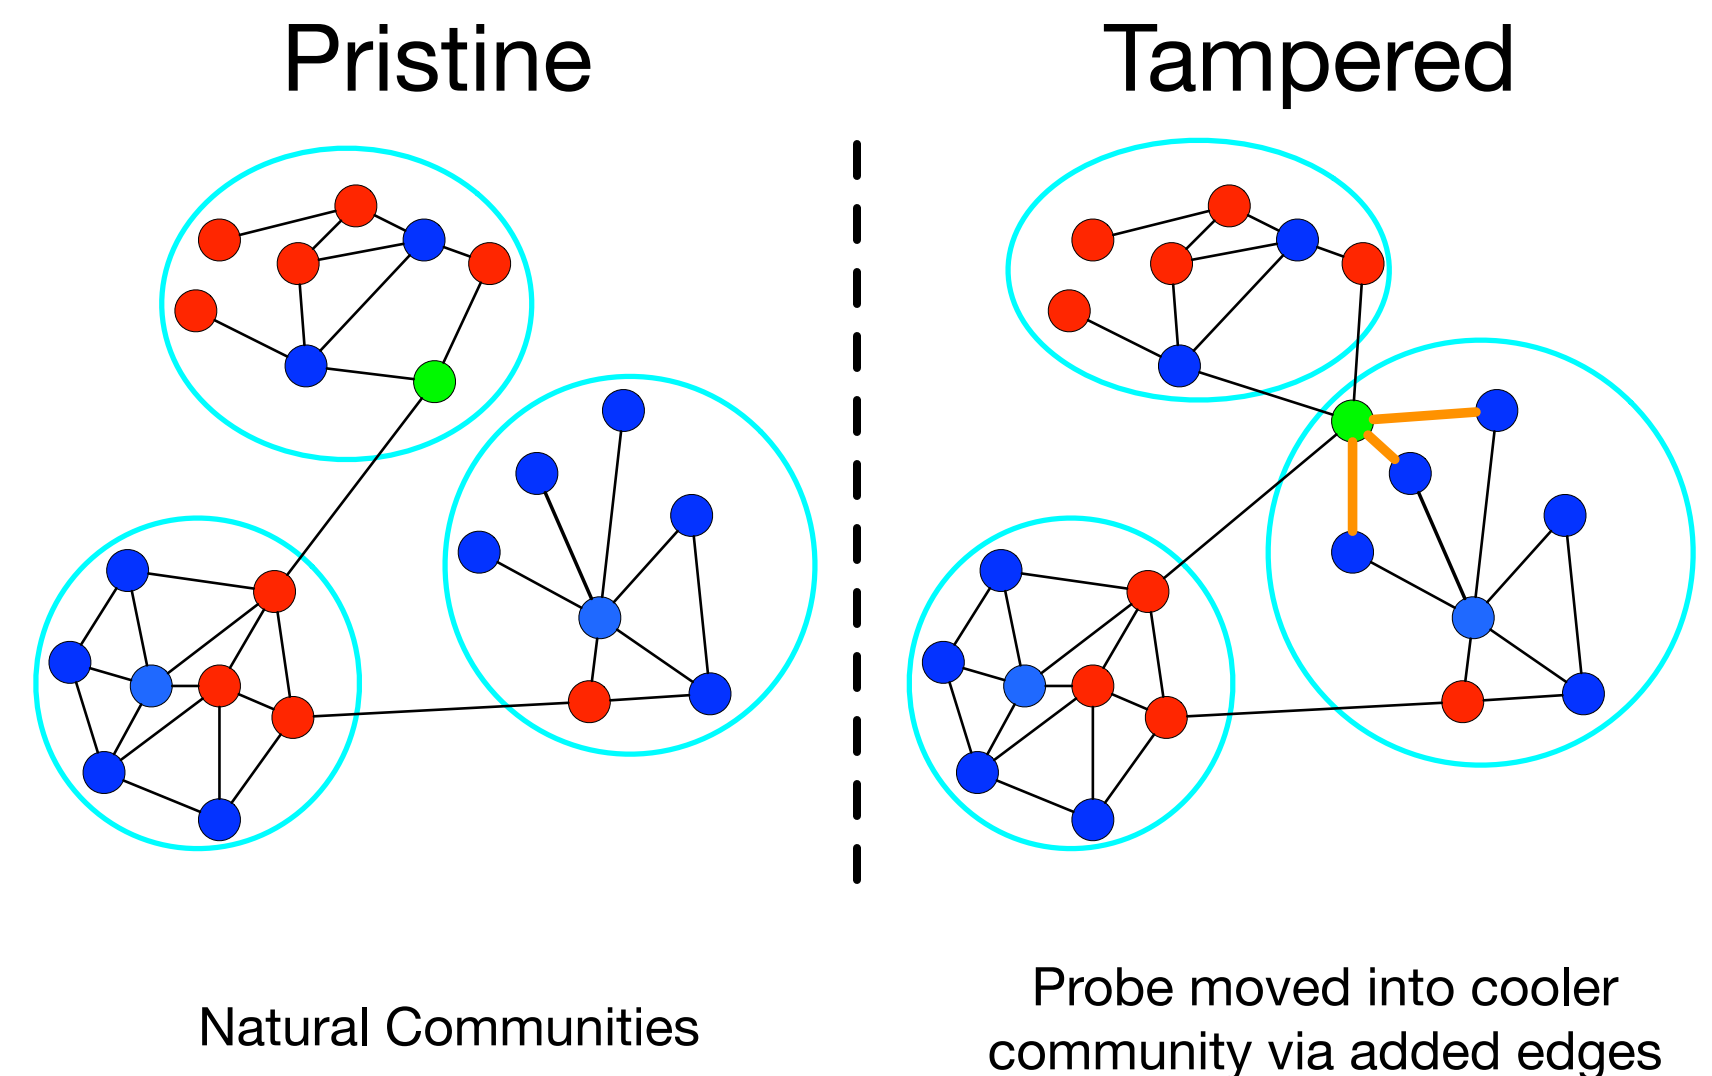 Pristine
Tampered
Natural Communities
Probe moved into cooler
community via added edges